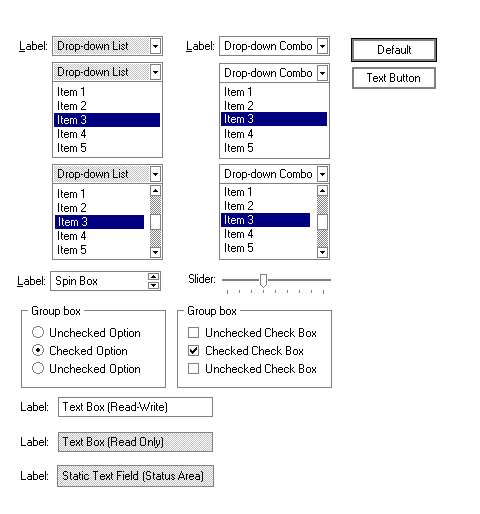 Label: Drop-down List
Label: Drop-down Combo
Default
Drop-down List
Item 1
Item 2
Item 3
Item 4
Item 5
Drop-down Combo
Item 1
Item 2
Item 3
Item 4
Item 5
Text Button
Drop-down List
Item 1
Item 2
Item 3
Item 4
Item 5
Drop-down Combo
Item 1
Item 2
Item 3
Item 4
Item 5
Label: Spin Box
Slider:
Group box
Unchecked Option
Checked Option
Unchecked Option
Group box
Unchecked Check Box
Checked Check Box
Unchecked Check Box
Label: Text Box (Read-Write)
Label: Text Box (Read Only)
Label: Static Text Field (Status Area)